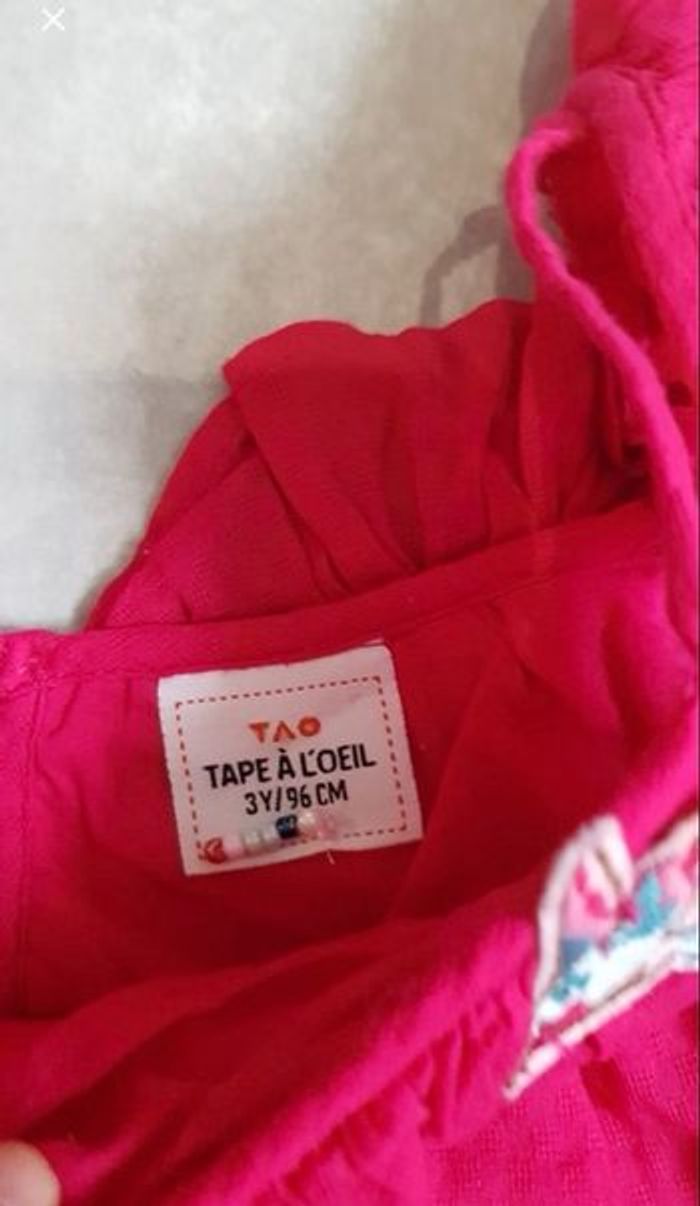 TAO
TAPE À L'OEIL
3Y/96 CM